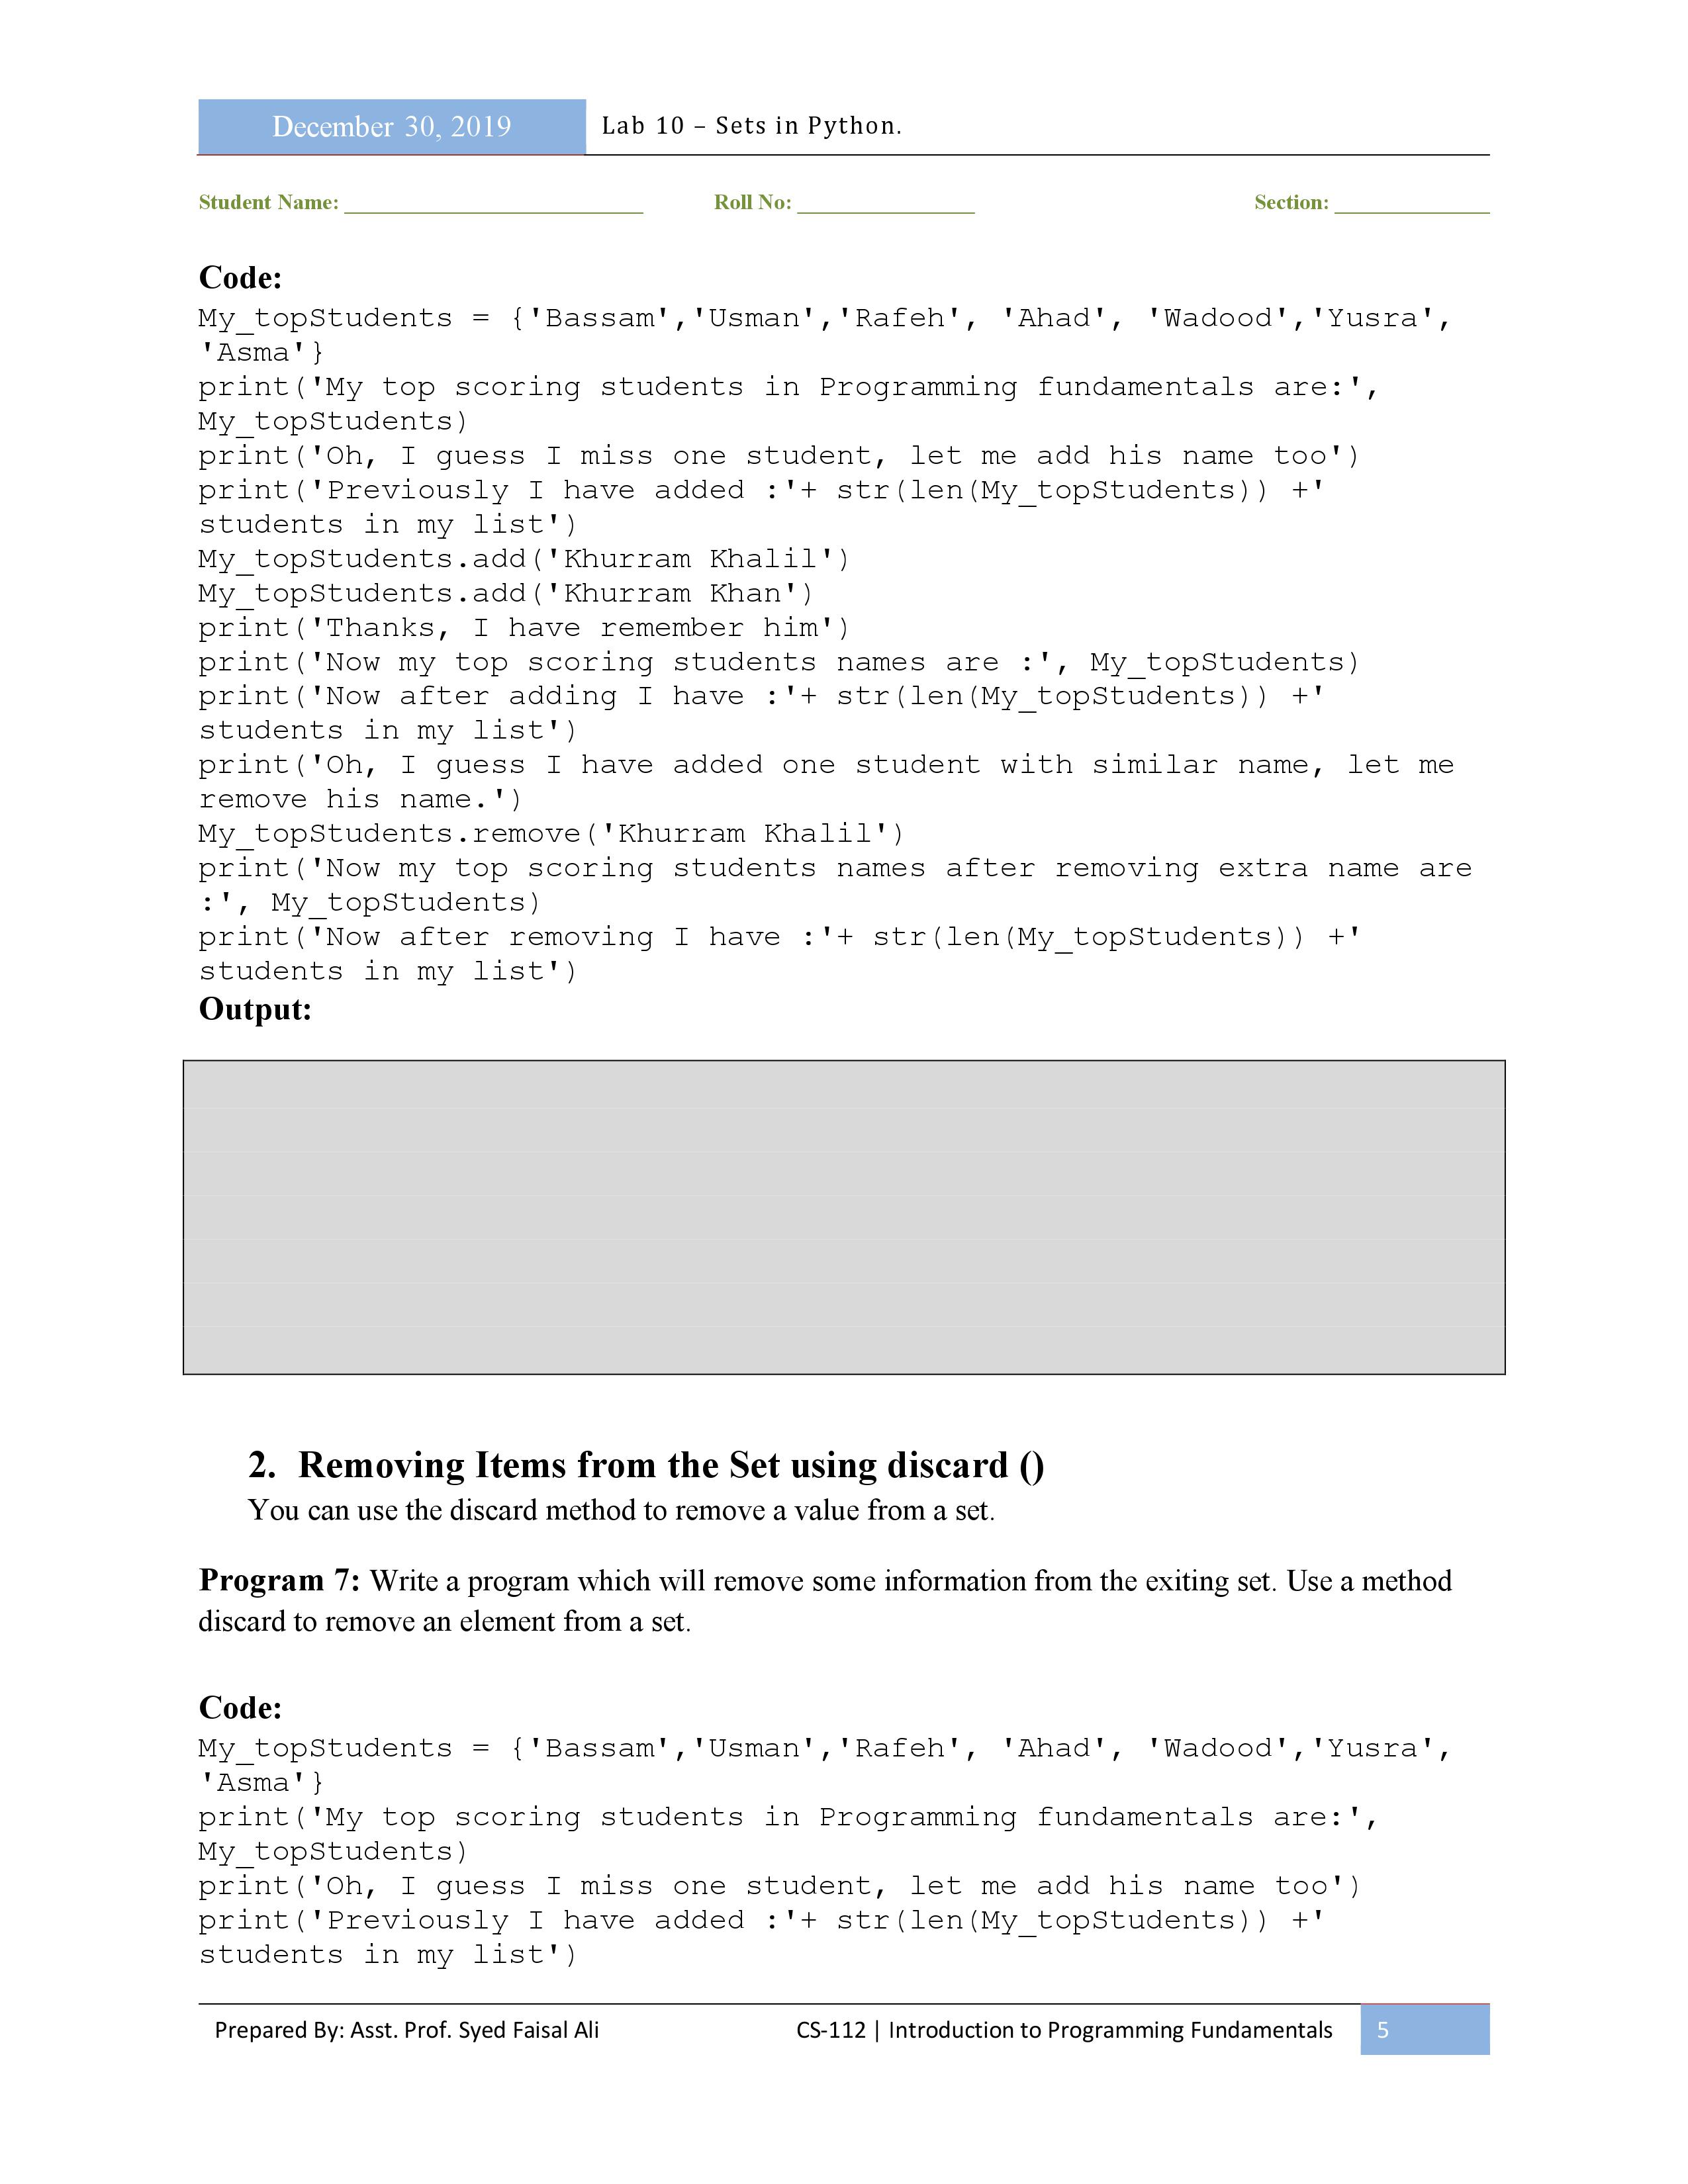 December 30, 2019 Lab 10 – Sets in Python.
Student Name: ___________________________ Roll No: ________________ Section: ______________
Code:
My_topStudents = {'Bassam','Usman','Rafeh', 'Ahad', 'Wadood','Yusra',
'Asma'}
print('My top scoring students in Programming fundamentals are:',
My_topStudents)
print('Oh, I guess I miss one student, let me add his name too')
print('Previously I have added :'+ str(len(My_topStudents)) +'
students in my list')
My_topStudents.add('Khurram Khalil')
My_topStudents.add('Khurram Khan')
print('Thanks, I have remember him')
print('Now my top scoring students names are :', My_topStudents)
print('Now after adding I have :'+ str(len(My_topStudents)) +'
students in my list')
print('Oh, I guess I have added one student with similar name, let me
remove his name.')
My_topStudents.remove('Khurram Khalil')
print('Now my top scoring students names after removing extra name are
:', My_topStudents)
print('Now after removing I have :'+ str(len(My_topStudents)) +'
students in my list')
Output:
2. Removing Items from the Set using discard ()
You can use the discard method to remove a value from a set.
Program 7: Write a program which will remove some information from the exiting set. Use a method
discard to remove an element from a set.
Code:
My_topStudents = {'Bassam','Usman','Rafeh', 'Ahad', 'Wadood','Yusra',
'Asma'}
print('My top scoring students in Programming fundamentals are:',
My_topStudents)
print('Oh, I guess I miss one student, let me add his name too')
print('Previously I have added :'+ str(len(My_topStudents)) +'
students in my list')
Prepared By: Asst. Prof. Syed Faisal Ali CS-112 | Introduction to Programming Fundamentals 5